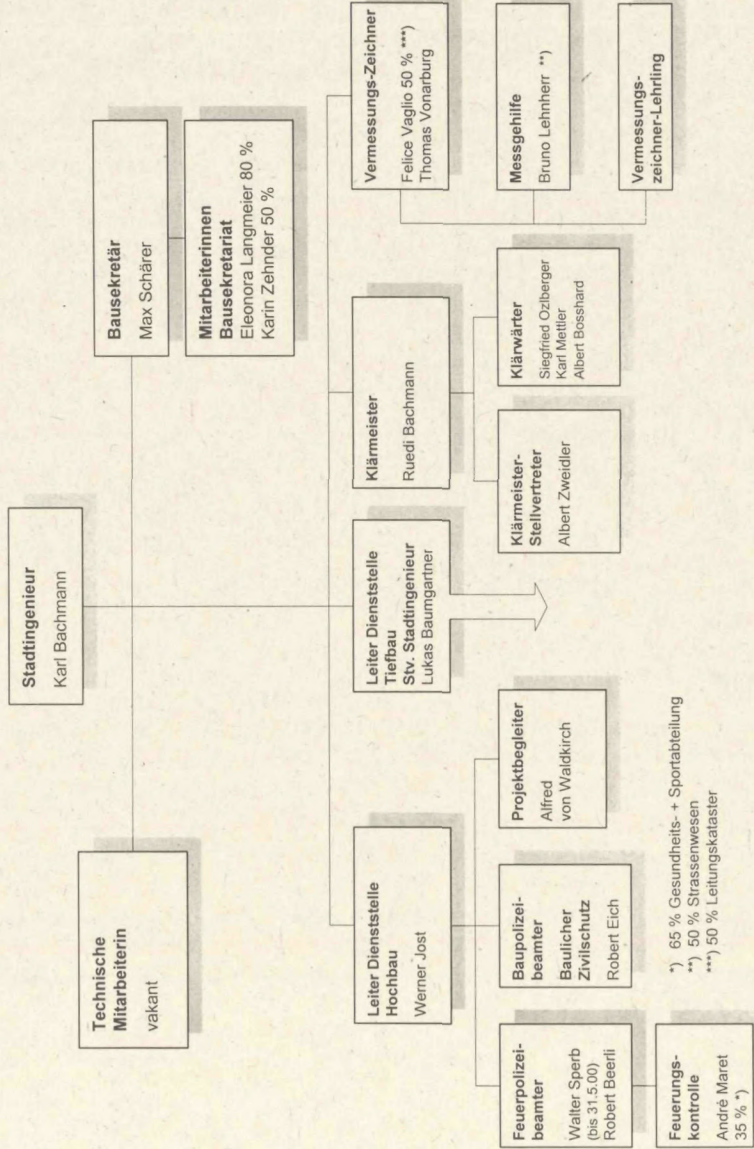 Stadtingenieur
Karl Bachmann
Technische
Mitarbeiterin
vakant
Bausekretär
Max Schärer
Mitarbeiterinnen
Bausekretariat
Eleonora Langmeier 80 %
Karin Zehnder 50 %
Leiter Dienststelle
Hochbau
Werner Jost
Leiter Dienststelle
Tiefbau
Stv. Stadtingenieur
Lukas Baumgartner
Klärmeister
Ruedi Bachmann
Vermessungs-Zeichner
Felice Vaglio 50 % ***)
Thomas Vonarburg
Feuerpolizei-
beamter
Walter Sperb
(bis 31.5.00)
Robert Beerli
Baupolizei-
beamter
Baulicher
Zivilschutz
Robert Eich
Projektbegleiter
Alfred
von Waldkirch
Klärmeister-
Stellvertreter
Albert Zweidler
Klärwärter
Siegfried Ozlberger
Karl Mettler
Albert Bosshard
Messgehilfe
Bruno Lehnherr **)
Vermessungs-
zeichner-Lehrling
Feuerungs-
kontrolle
André Maret
35 % *)
*) 65 % Gesundheits- + Sportabteilung
**) 50 % Strassenwesen
***) 50 % Leitungskataster